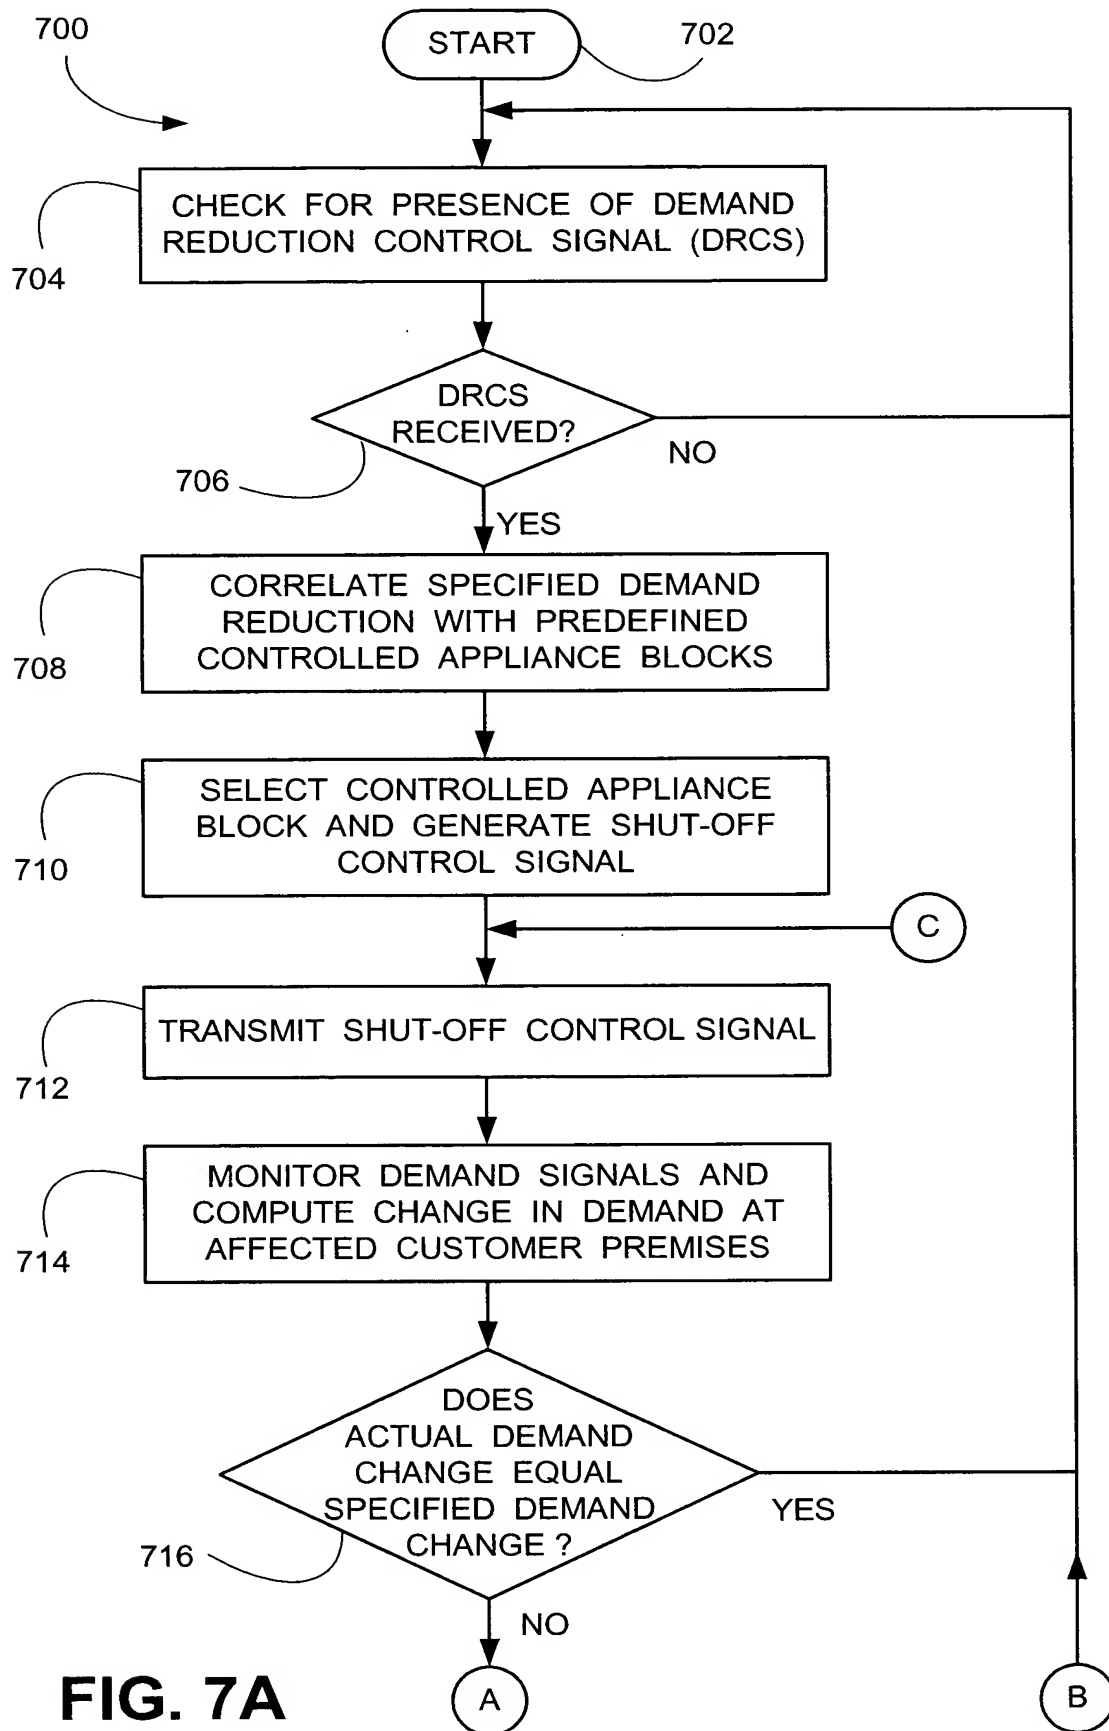 700
START
702
CHECK FOR PRESENCE OF DEMAND
REDUCTION CONTROL SIGNAL (DRCS)
704
DRCS
RECEIVED?
NO
706
YES
CORRELATE SPECIFIED DEMAND
REDUCTION WITH PREDEFINED
CONTROLLED APPLIANCE BLOCKS
708
SELECT CONTROLLED APPLIANCE
BLOCK AND GENERATE SHUT-OFF
CONTROL SIGNAL
710
C
TRANSMIT SHUT-OFF CONTROL SIGNAL
712
MONITOR DEMAND SIGNALS AND
COMPUTE CHANGE IN DEMAND AT
AFFECTED CUSTOMER PREMISES
714
DOES
ACTUAL DEMAND
CHANGE EQUAL
SPECIFIED DEMAND
CHANGE ?
YES
716
NO
FIG. 7A
A
B